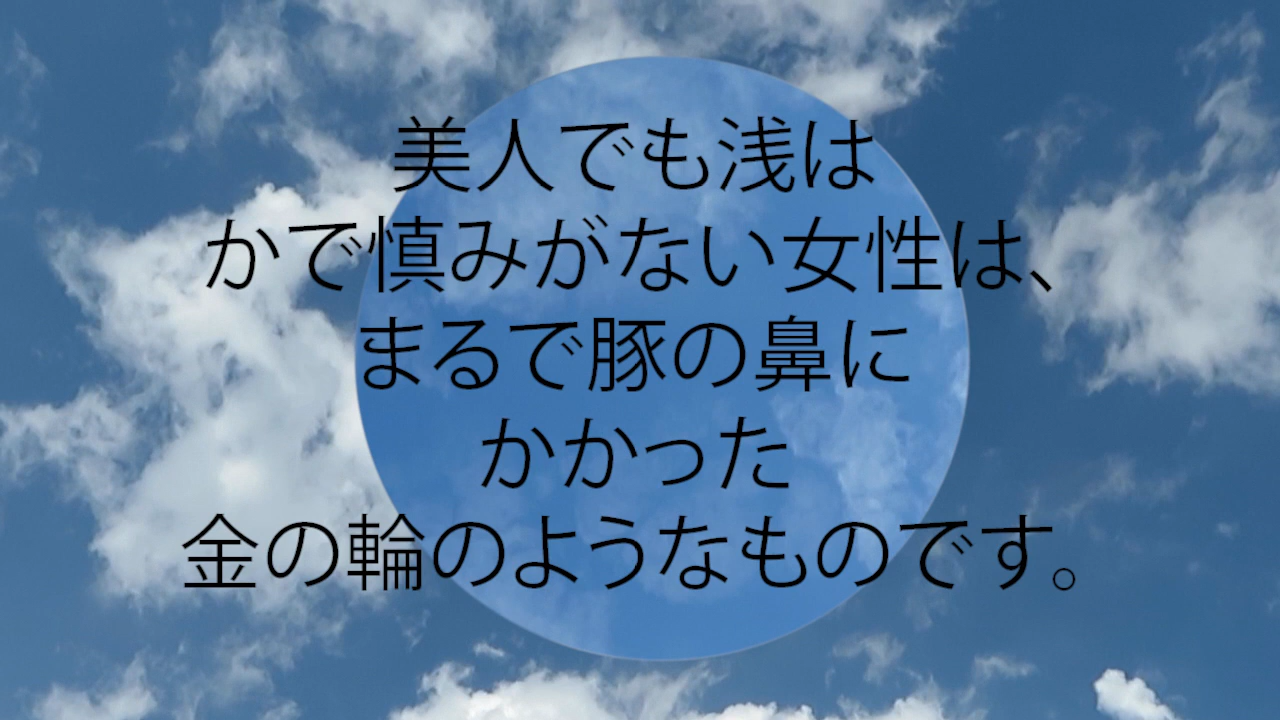 美人でも浅は
かで慎みがない女性は、
まるで豚の鼻に
かかった
金の輪のようなものです。